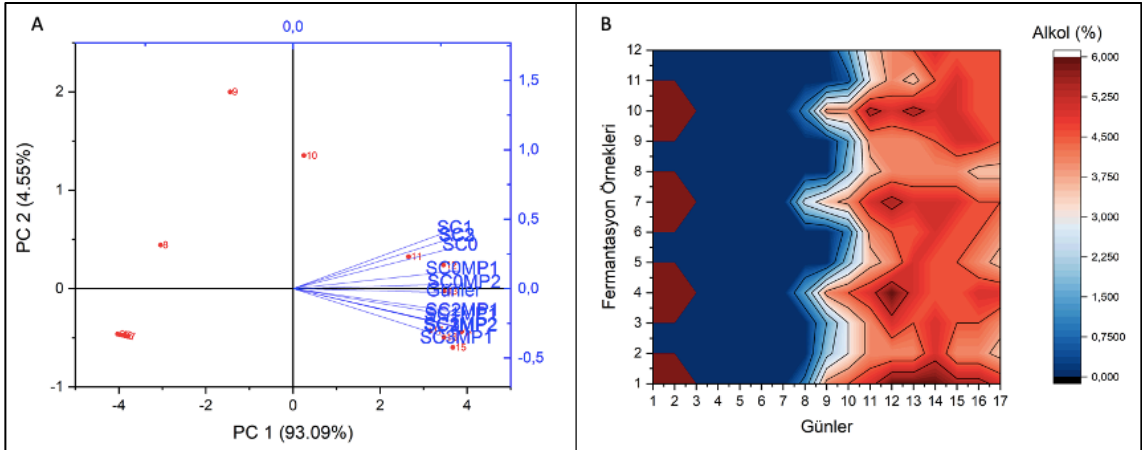 A
0,0
2
1
0
-1
PC 2 (4.55%)
-4
-2
0
2
4
PC 1 (93.09%)
1,5
1,0
0,5
0,0
-0,5
9
10
8
11
15
7
SC1
SC2
SC0
SC0MP1
SC0MP2
Günler
SC2MP1
SC3MP1
B
Alkol (%)
12
11
10
9
8
7
6
5
4
3
2
1
Fermantasyon Örnekleri
1 2 3 4 5 6 7 8 9 10 11 12 13 14 15 16 17
Günler
6,000
5,250
4,500
3,750
3,000
2,250
1,500
0,7500
0,000